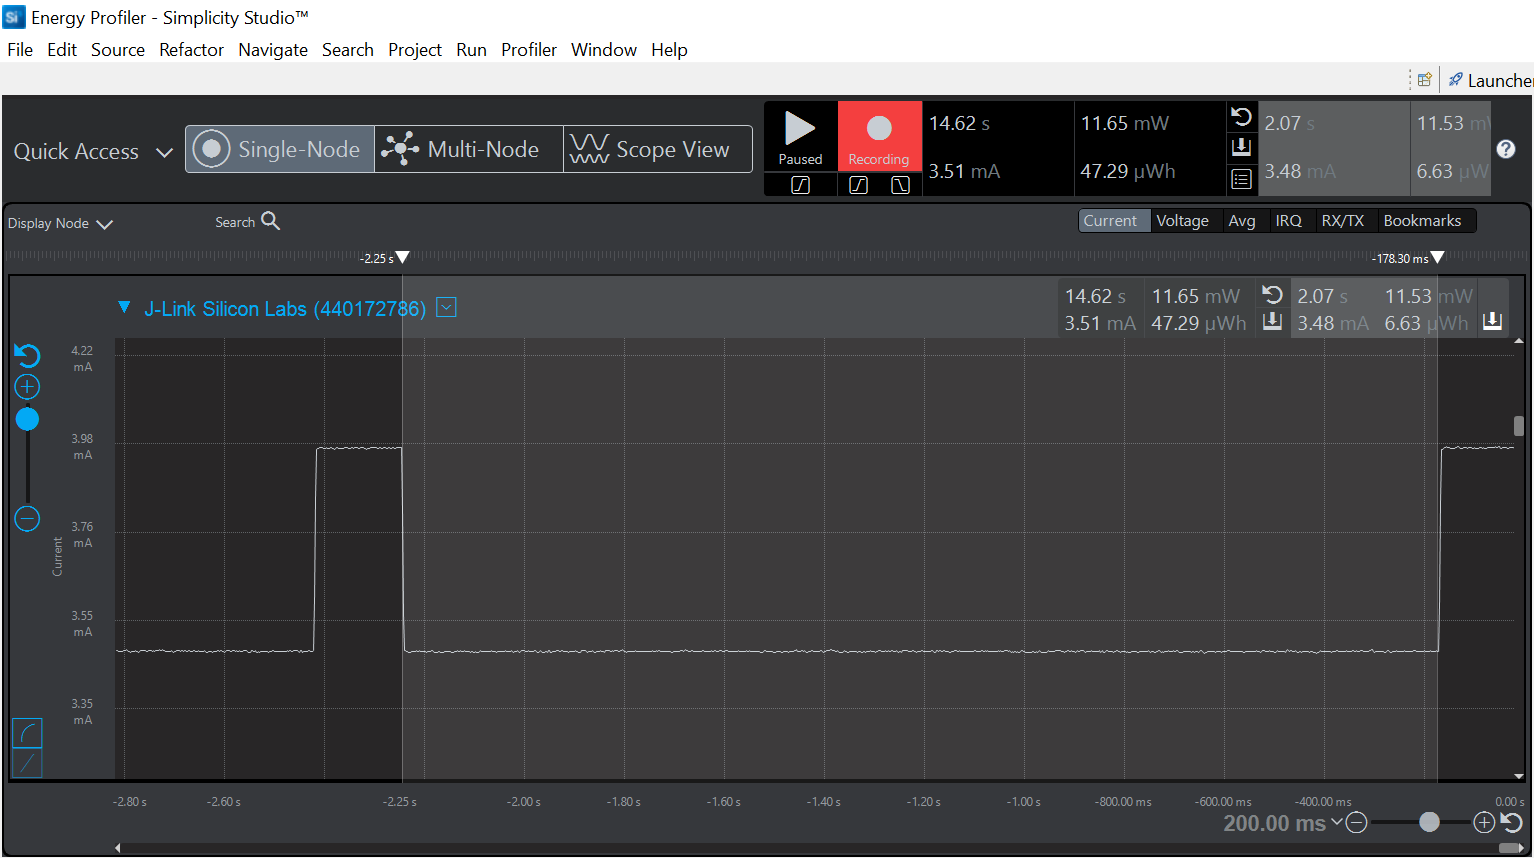 Si Energy Profiler - Simplicity Studio™
File Edit Source Refactor Navigate Search Project Run Profiler Window Help
Launcher
Quick Access Single-Node Multi-Node Scope View
Paused Recording
14.62 s 11.65 mW
3.51 mA 47.29 µWh
2.07 s 11.53 mW
3.48 mA 6.63 µW
?
Display Node Search
Current Voltage Avg IRQ RX/TX Bookmarks
-2.25 s -178.30 ms
J-Link Silicon Labs (440172786)
14.62 s 11.65 mW 2.07 s 11.53 mW
3.51 mA 47.29 µWh 3.48 mA 6.63 µWh
4.22
mA
3.98
mA
3.76
mA
3.55
mA
3.35
mA
Current
-2.80 s -2.60 s -2.25 s -2.00 s -1.80 s -1.60 s -1.40 s -1.20 s -1.00 s -800.00 ms -600.00 ms -400.00 ms 0.00 s
200.00 ms